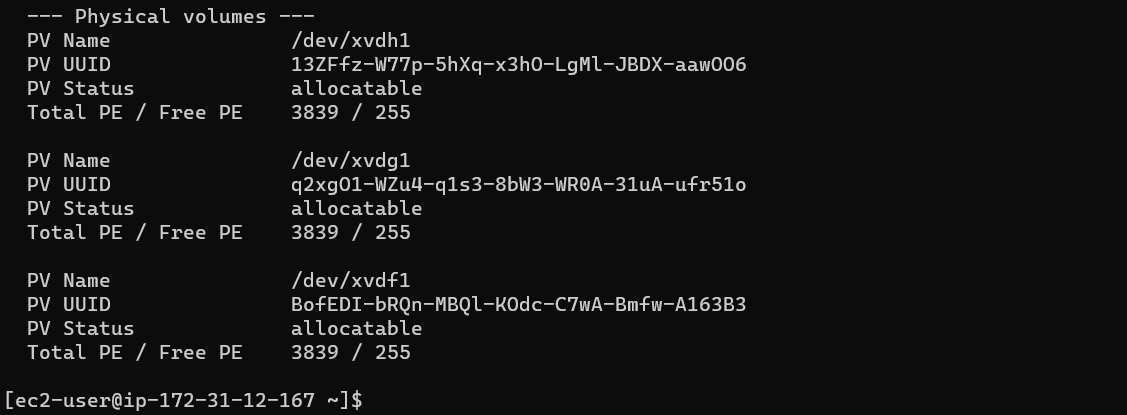 --- Physical volumes ---
PV Name /dev/xvdh1
PV UUID 13ZFfz-W77p-5hXq-x3hO-LgMl-JBDX-aawOO6
PV Status allocatable
Total PE / Free PE 3839 / 255
PV Name /dev/xvdg1
PV UUID q2xgO1-WZu4-q1s3-8bW3-WR0A-31uA-ufr51o
PV Status allocatable
Total PE / Free PE 3839 / 255
PV Name /dev/xvdf1
PV UUID BofEDI-bRQn-MBQl-KOdc-C7wA-Bmfw-A163B3
PV Status allocatable
Total PE / Free PE 3839 / 255
[ec2-user@ip-172-31-12-167 ~]$